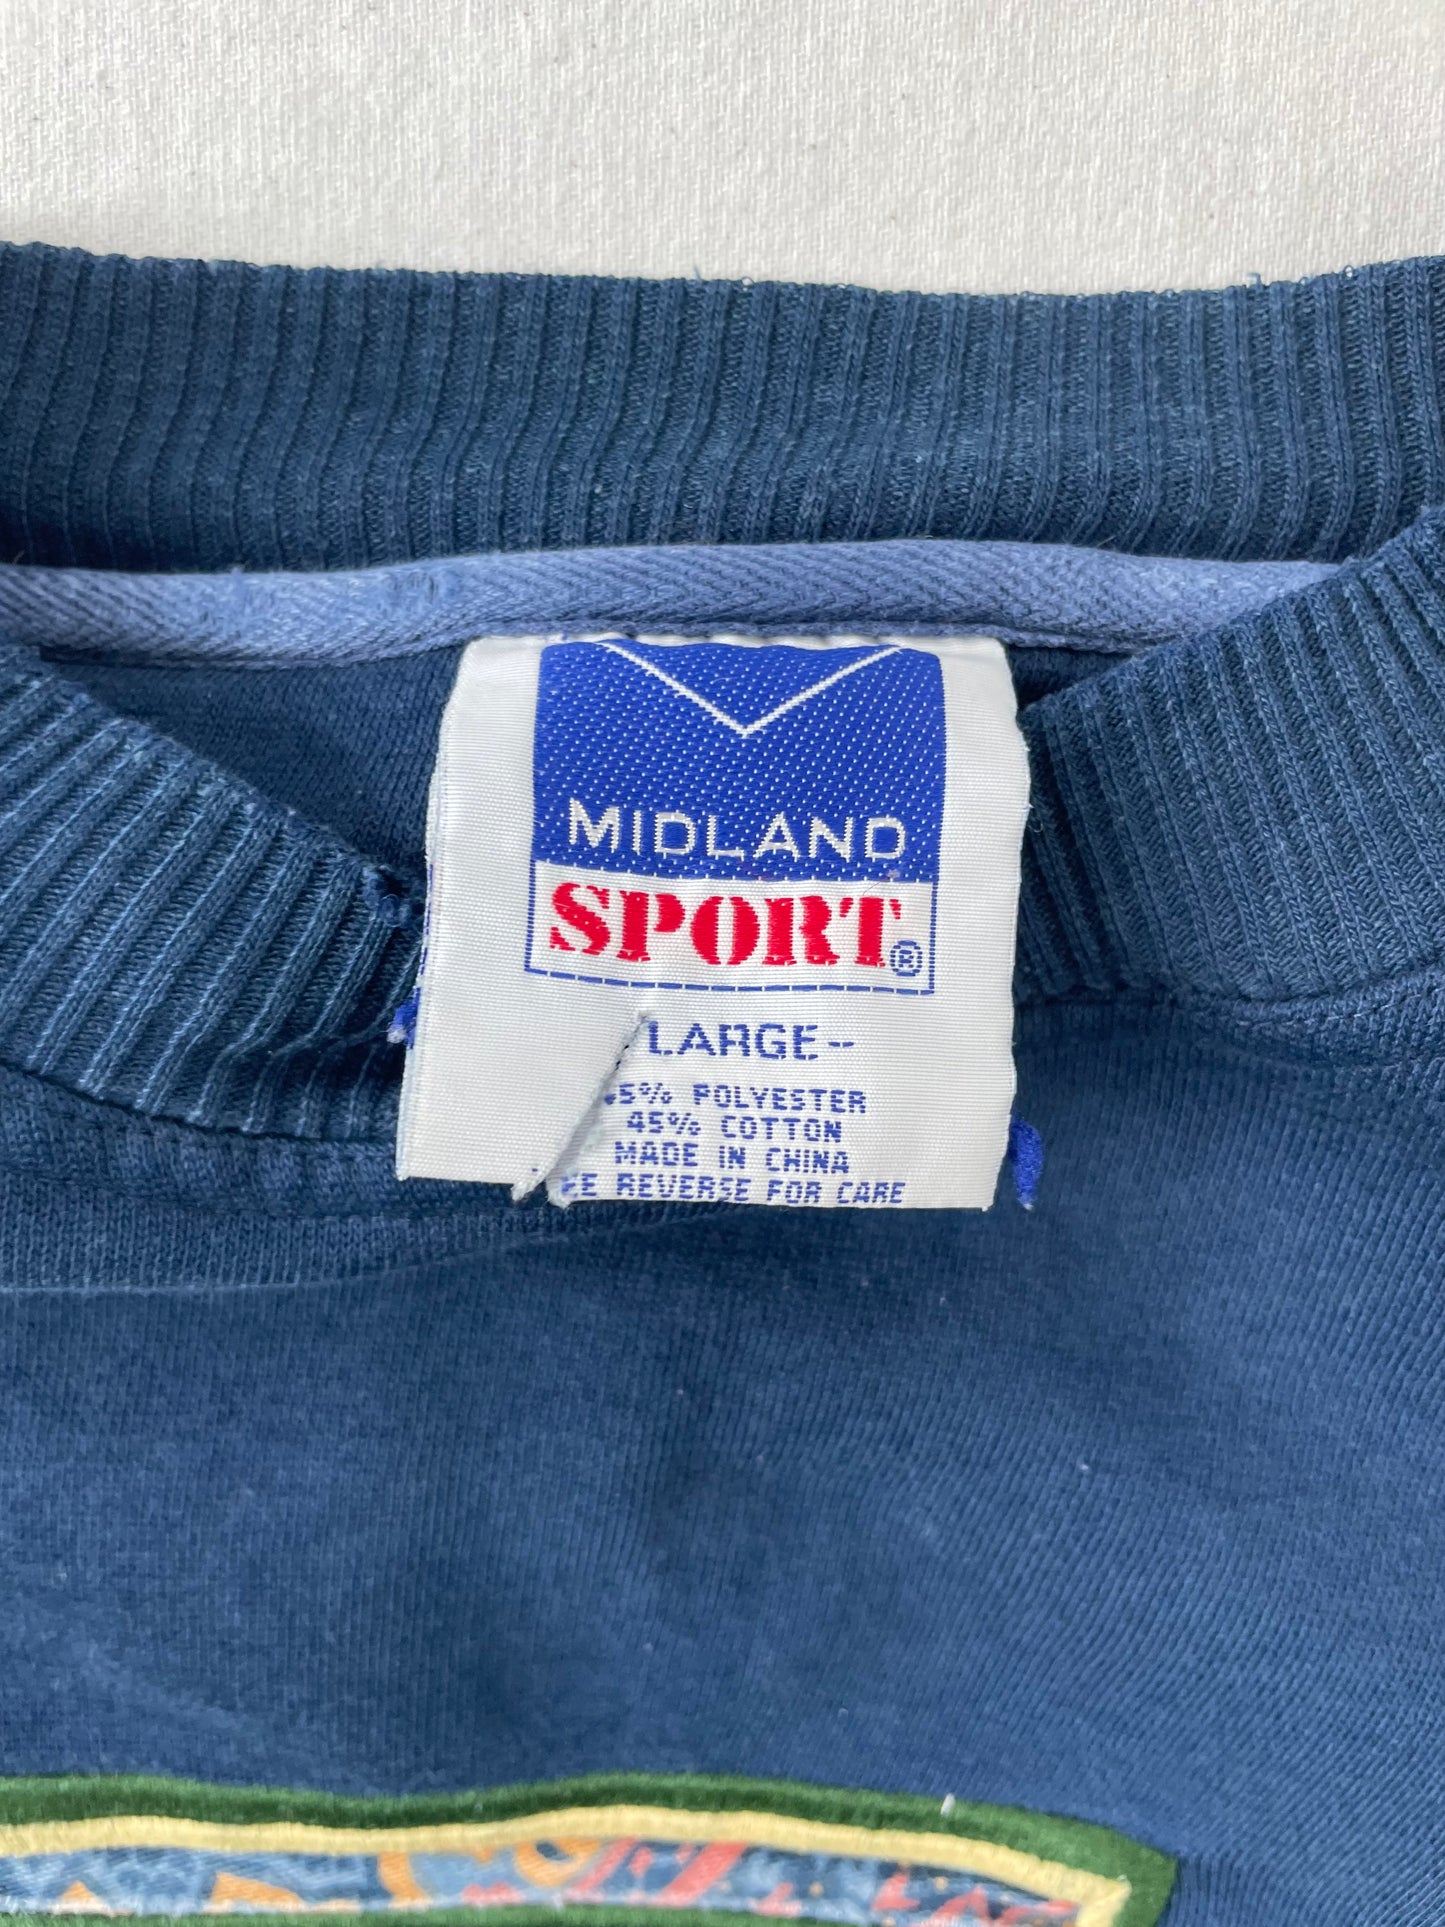 MIDLAND
SPORT®
LARGE--
5% POLYESTER
45% COTTON
MADE IN CHINA
REVERSE FOR CARE